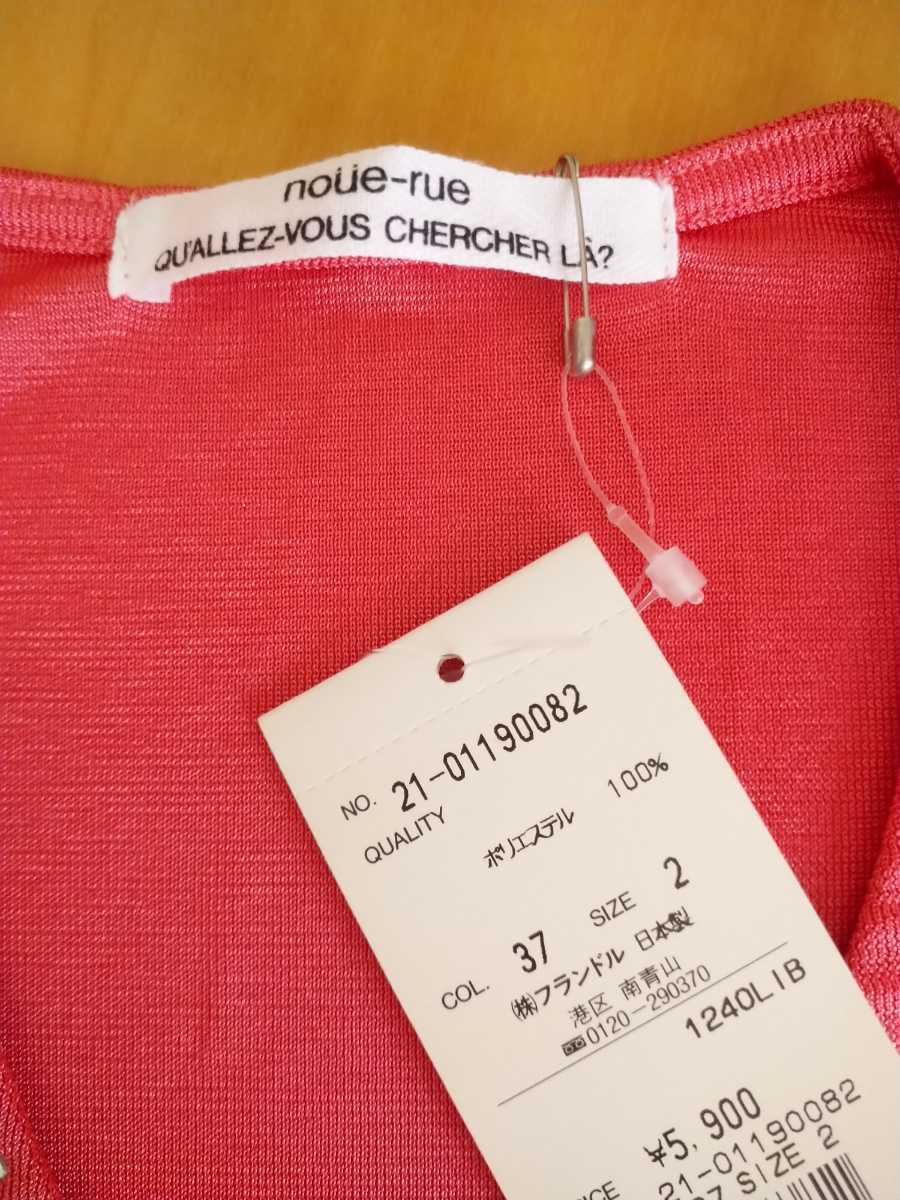 noüe-rue
QU'ALLEZ-VOUS CHERCHER LÀ?
NO. 21-01190082
QUALITY
ポリエステル 100%
COL. 37 SIZE 2
㈱フランドル 日本製
港区 南青山
0120-290370
1240LIB
¥5,900
21-01190082
SIZE 2